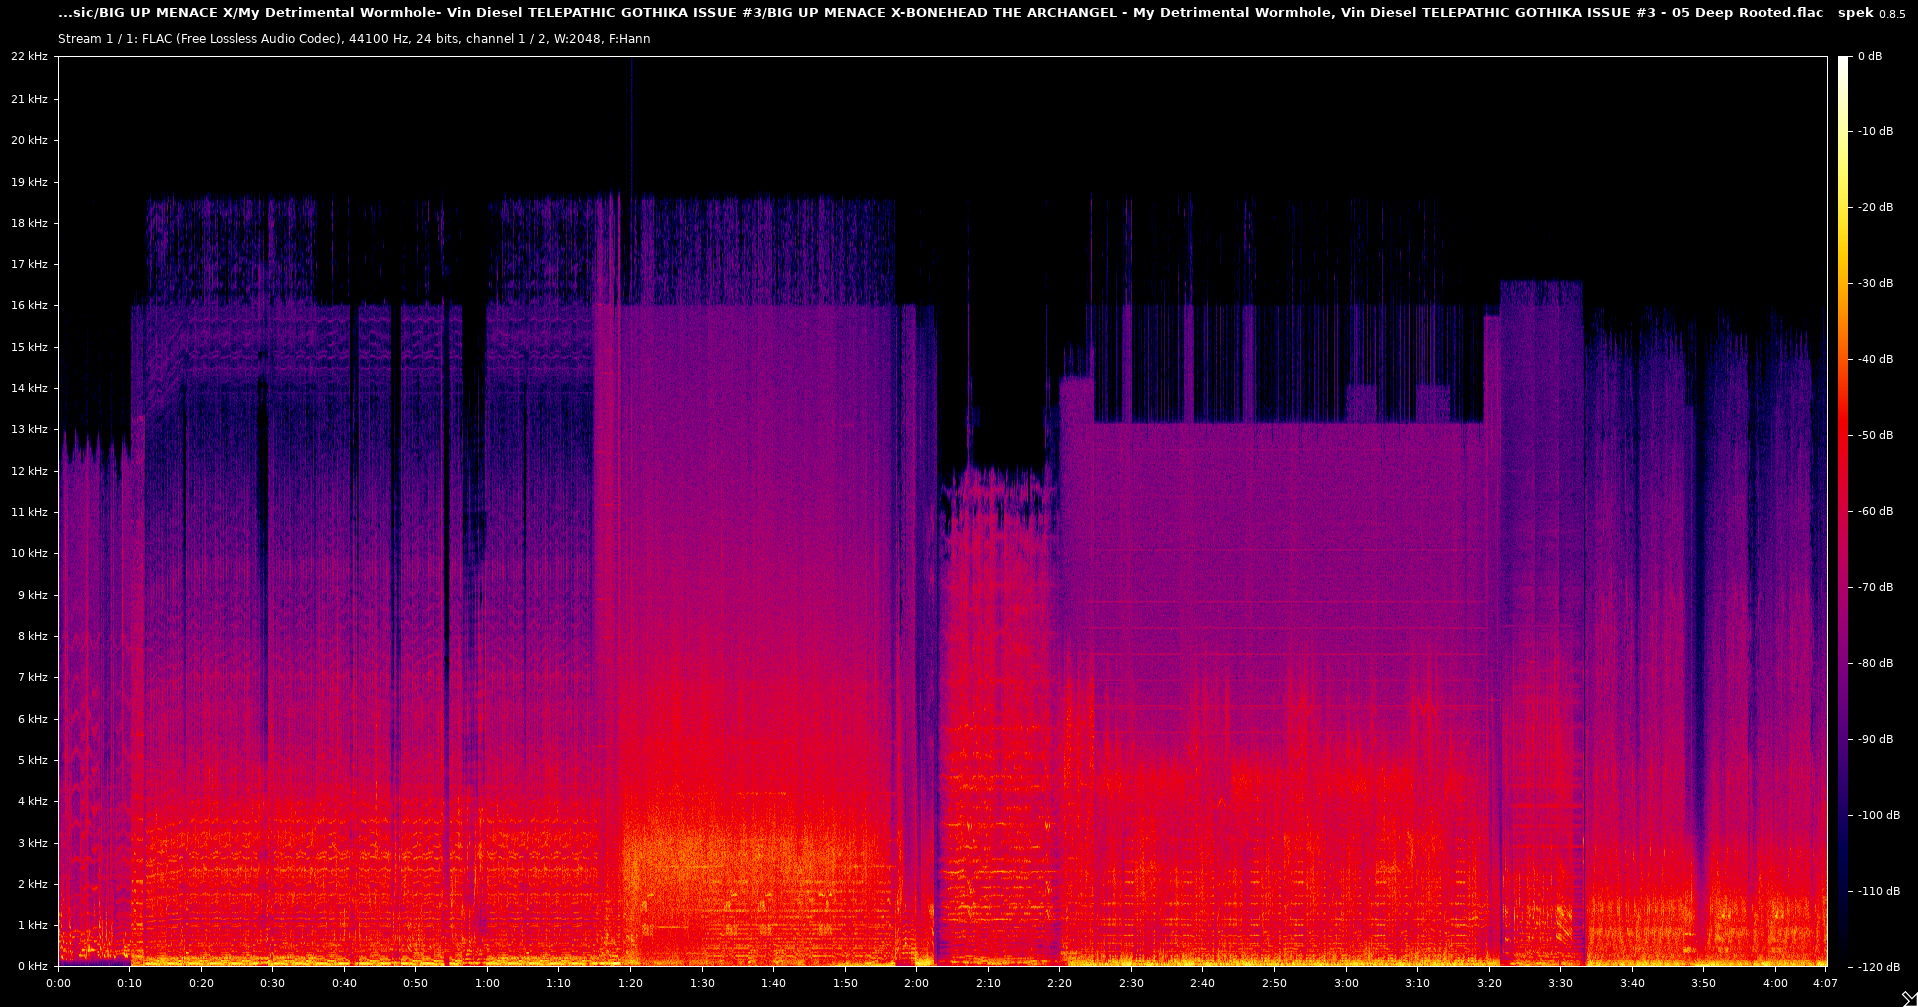 ...sic/BIG UP MENACE X/My Detrimental Wormhole- Vin Diesel TELEPATHIC GOTHIKA ISSUE #3/BIG UP MENACE X-BONEHEAD THE ARCHANGEL - My Detrimental Wormhole, Vin Diesel TELEPATHIC GOTHIKA ISSUE #3 - 05 Deep Rooted.flac spek 0.8.5
Stream 1 / 1: FLAC (Free Lossless Audio Codec), 44100 Hz, 24 bits, channel 1 / 2, W:2048, F:Hann
22 kHz
21 kHz
20 kHz
19 kHz
18 kHz
17 kHz
16 kHz
15 kHz
14 kHz
13 kHz
12 kHz
11 kHz
10 kHz
9 kHz
8 kHz
7 kHz
6 kHz
5 kHz
4 kHz
3 kHz
2 kHz
1 kHz
0 kHz
0:00 0:10 0:20 0:30 0:40 0:50 1:00 1:10 1:20 1:30 1:40 1:50 2:00 2:10 2:20 2:30 2:40 2:50 3:00 3:10 3:20 3:30 3:40 3:50 4:00 4:07
0 dB
-10 dB
-20 dB
-30 dB
-40 dB
-50 dB
-60 dB
-70 dB
-80 dB
-90 dB
-100 dB
-110 dB
-120 dB